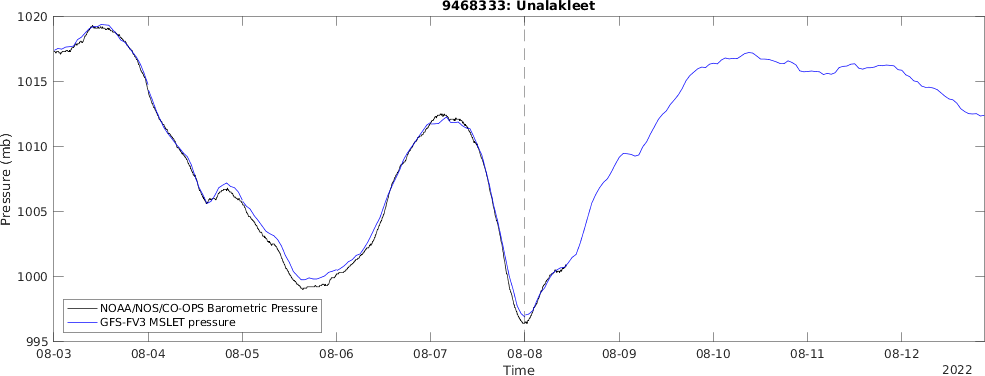 9468333: Unalakleet
1020
1015
1010
1005
1000
995
Pressure (mb)
NOAA/NOS/CO-OPS Barometric Pressure
GFS-FV3 MSLET pressure
08-03 08-04 08-05 08-06 08-07 08-08 08-09 08-10 08-11 08-12
Time
2022